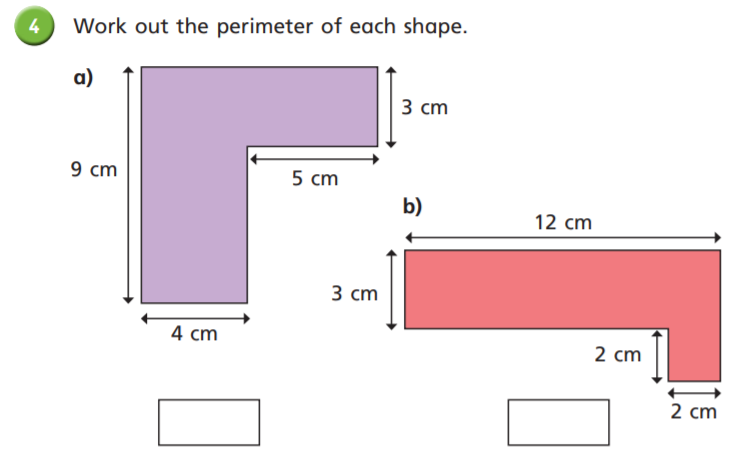 4 Work out the perimeter of each shape.
a)
3 cm
9 cm
5 cm
4 cm
b)
12 cm
3 cm
2 cm
2 cm